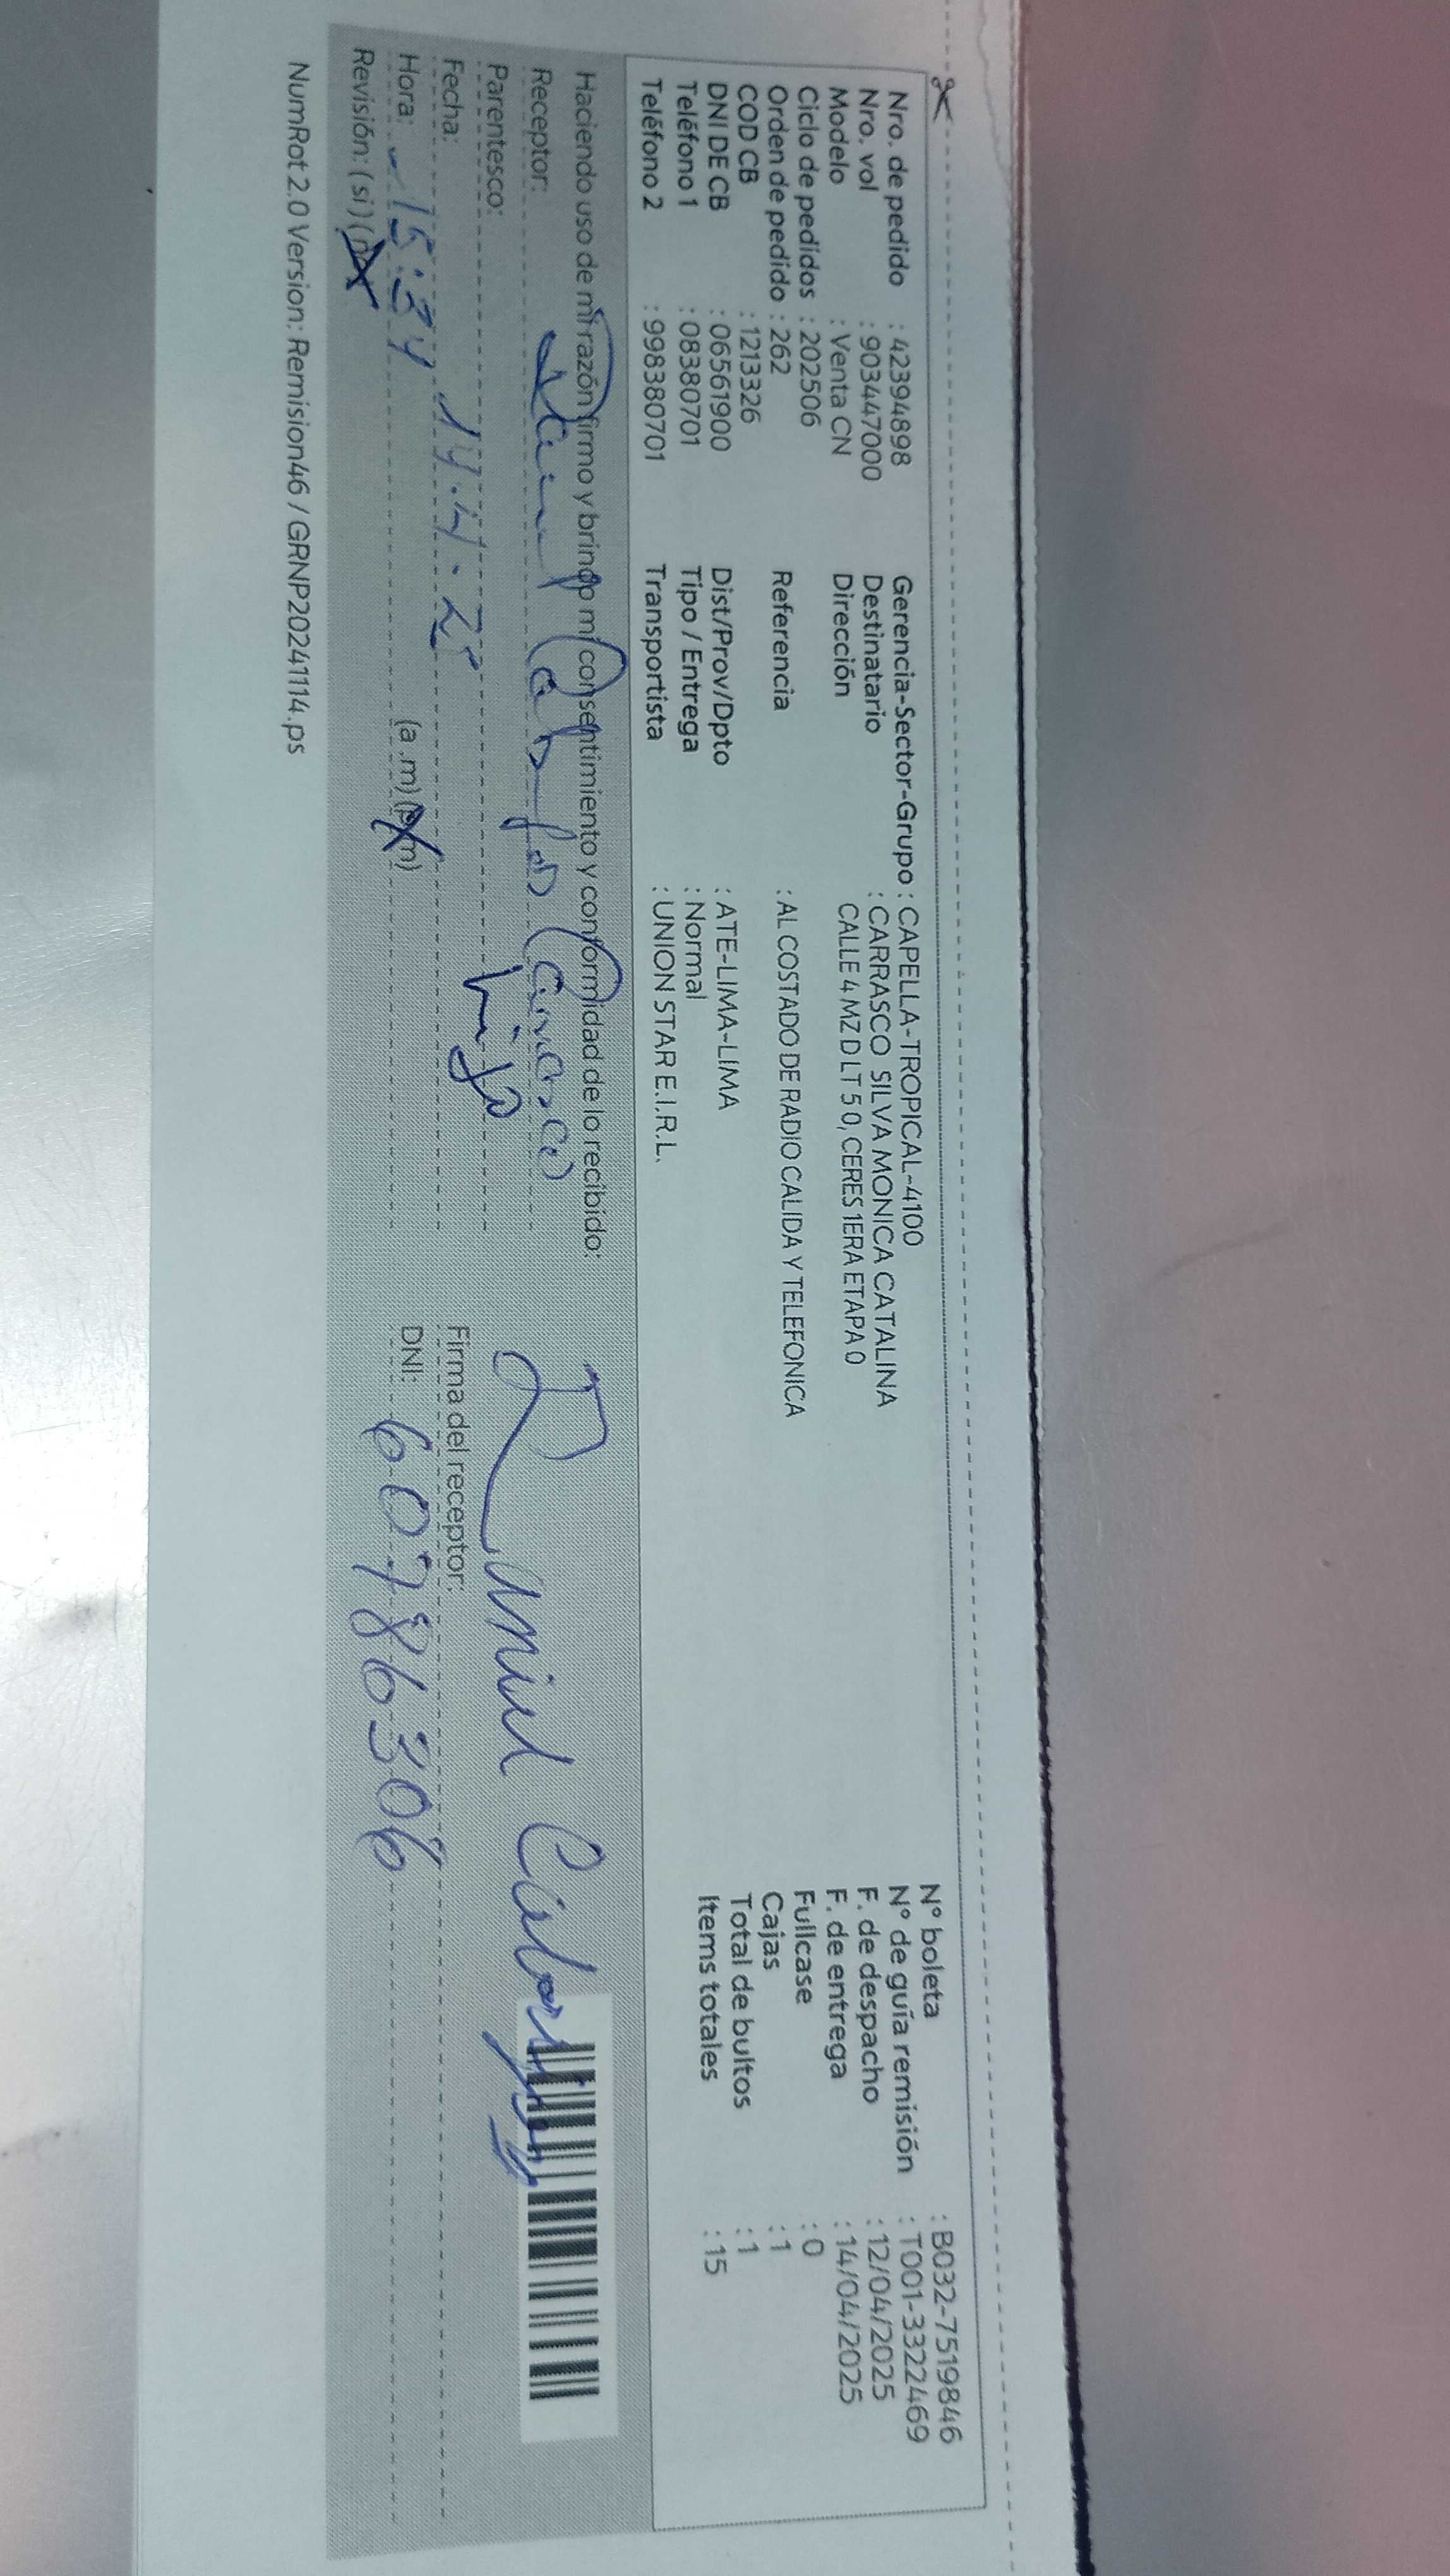 Nro. de pedido : 42394898
Nro. vol : 903447000
Modelo : Venta CN
Ciclo de pedidos : 202506
Orden de pedido : 262
COD CB : 1213326
DNI DE CB : 06561900
Teléfono 1 : 08380701
Teléfono 2 : 998380701
Gerencia-Sector-Grupo : CAPELLA-TROPICAL-4100
Destinatario : CARRASCO SILVA MONICA CATALINA
Dirección CALLE 4 MZ D LT 5 0, CERES 1ERA ETAPA 0
Referencia : AL COSTADO DE RADIO CALIDA Y TELEFONICA
Dist/Prov/Dpto : ATE-LIMA-LIMA
Tipo / Entrega : Normal
Transportista : UNION STAR E.I.R.L.
N° boleta : B032-7519846
N° de guía remisión : T001-3322469
F. de despacho : 12/04/2025
F. de entrega : 14/04/2025
Fullcase : 0
Cajas : 1
Total de bultos : 1
Items totales : 15
Haciendo uso de mi razón firmo y brindo mi consentimiento y conformidad de lo recibido:
Receptor:
Parentesco: hijo
Fecha: 14.4.25
Hora: 15:34 (a.m) (p.m)
Revisión: (si) (no)
Firma del receptor:
DNI: 60786306
NumRot 2.0 Version: Remision46 / GRNP20241114.ps